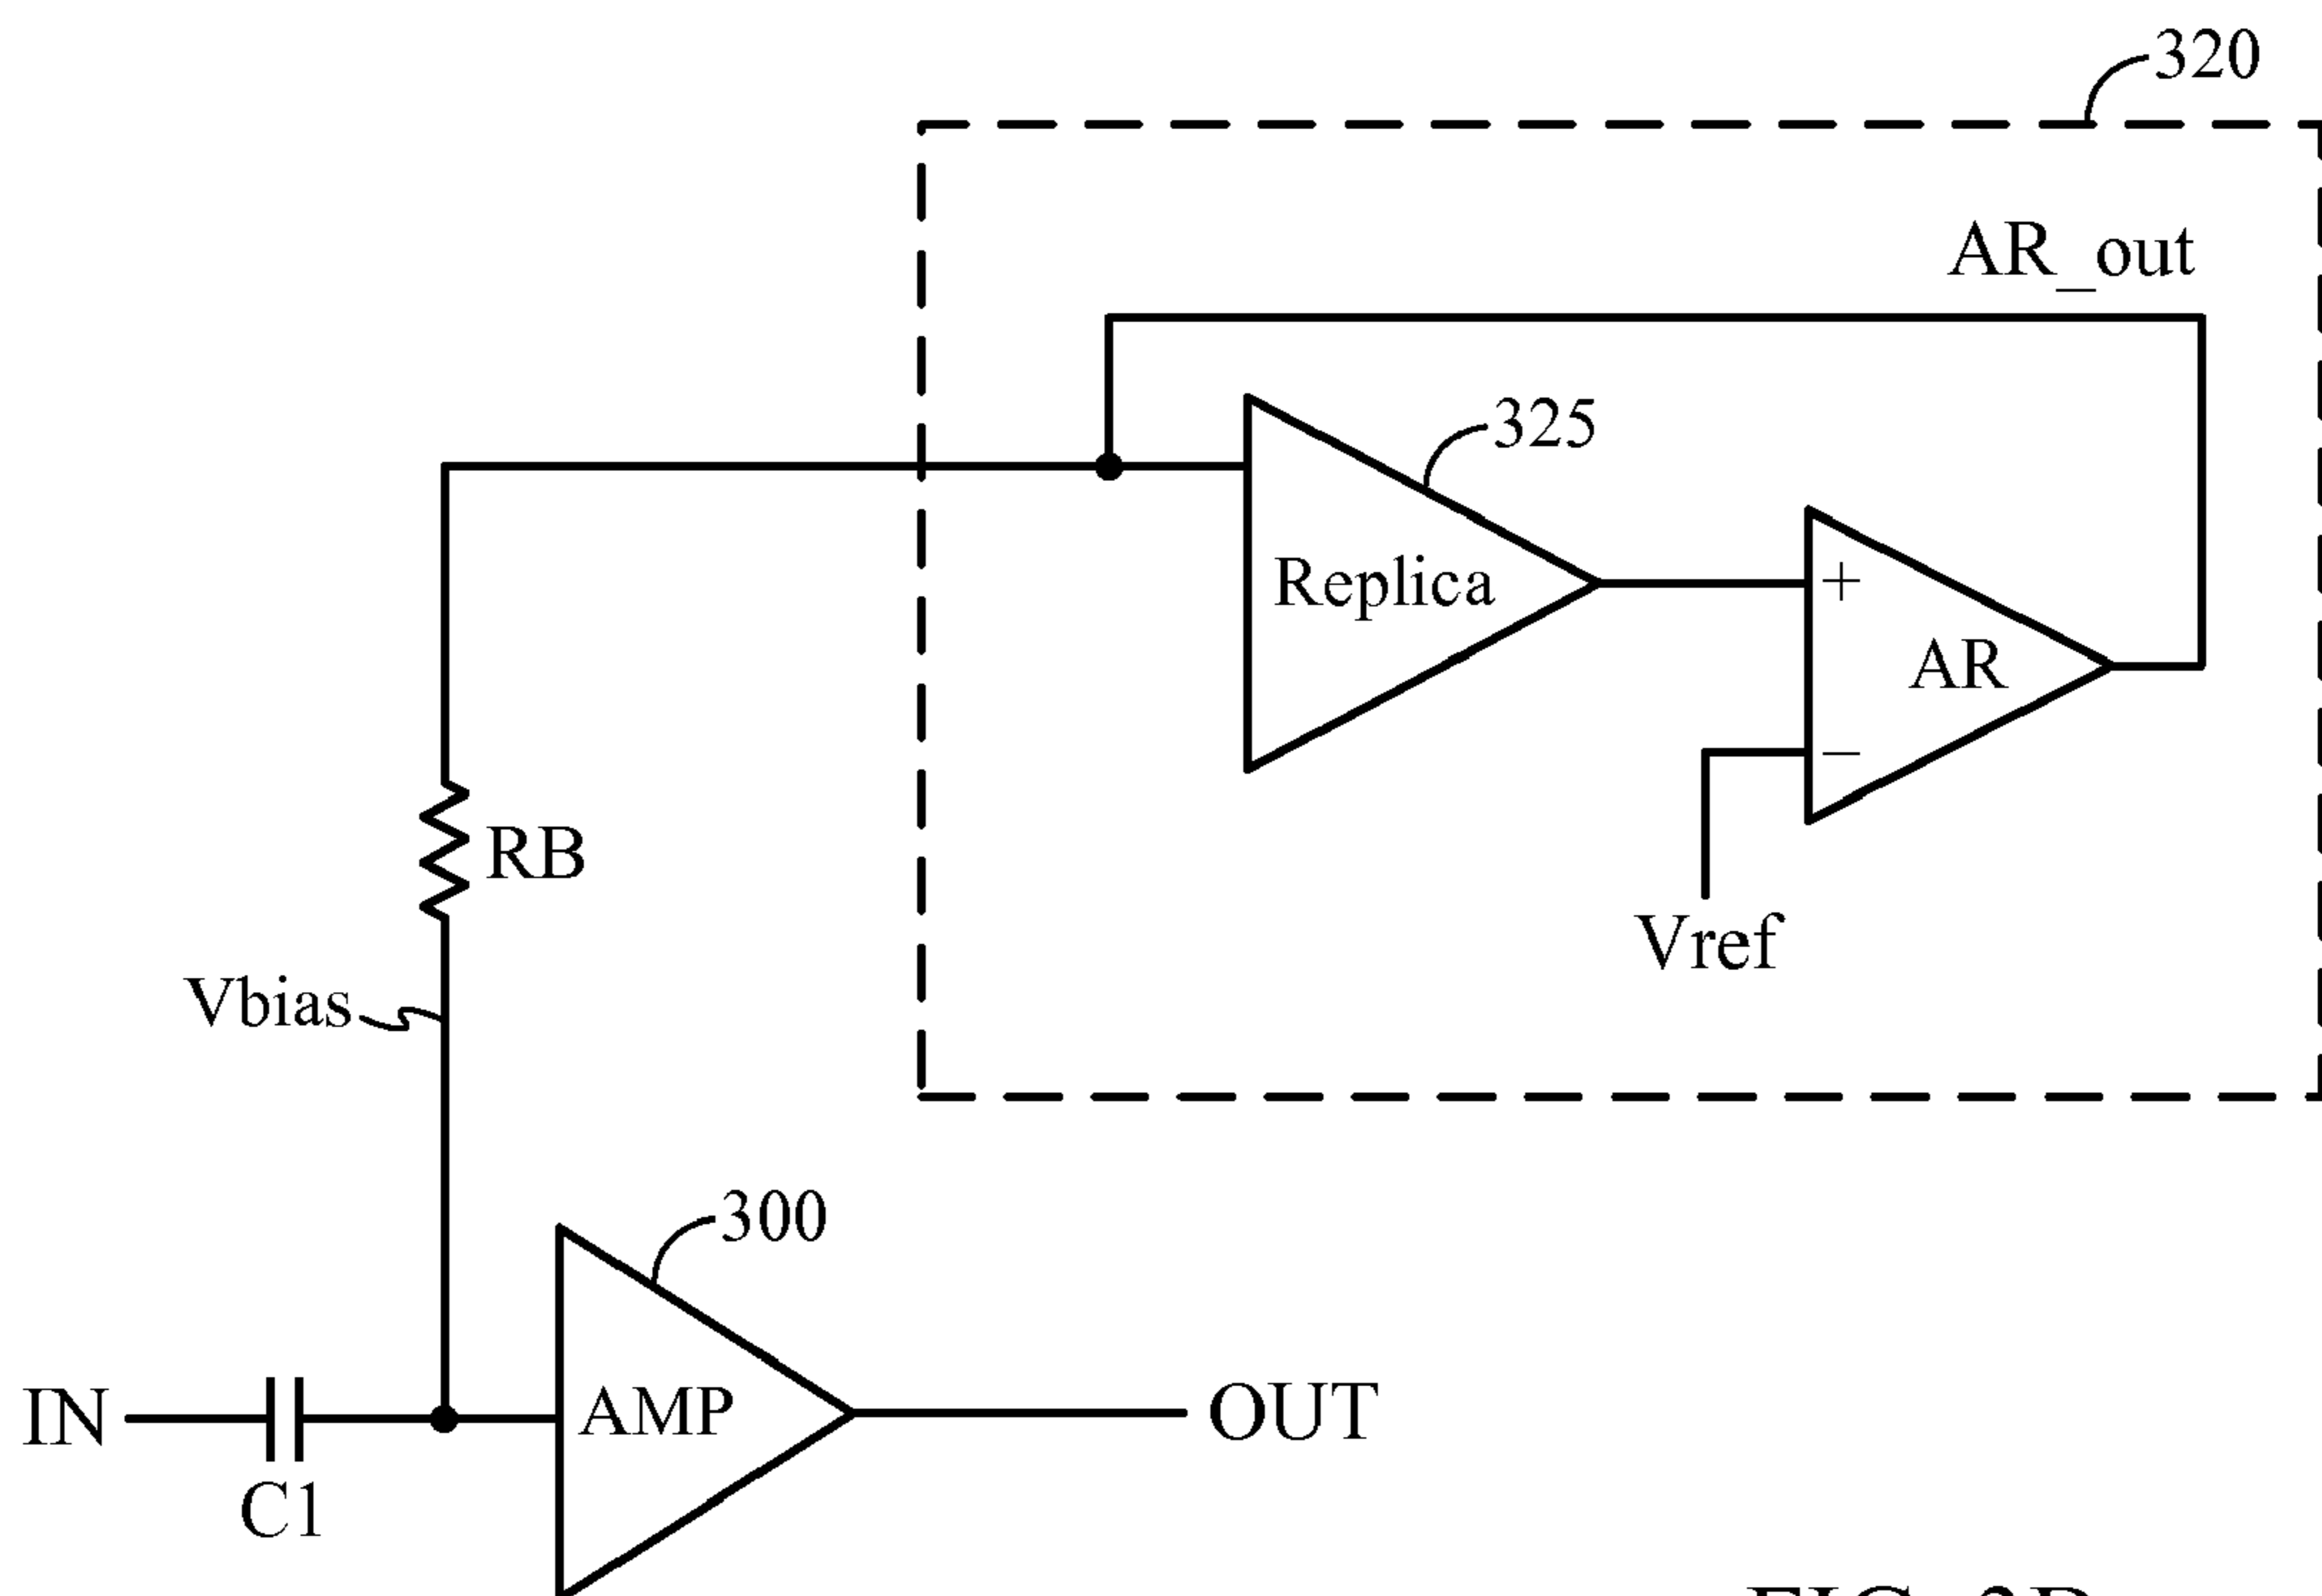 320
AR_out
325
Replica
+
AR
−
RB
Vref
Vbias
300
IN
AMP
OUT
C1